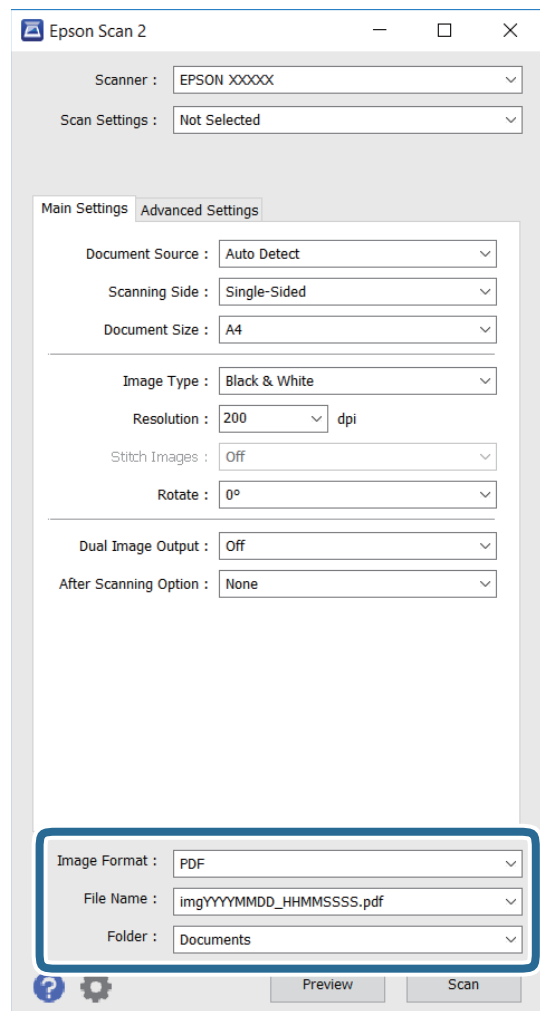 Epson Scan 2
Scanner : EPSON XXXXX
Scan Settings : Not Selected
Main Settings Advanced Settings
Document Source : Auto Detect
Scanning Side : Single-Sided
Document Size : A4
Image Type : Black & White
Resolution : 200 dpi
Stitch Images : Off
Rotate : 0°
Dual Image Output : Off
After Scanning Option : None
Image Format : PDF
File Name : imgYYYYMMDD_HHMMSSSS.pdf
Folder : Documents
? Preview Scan